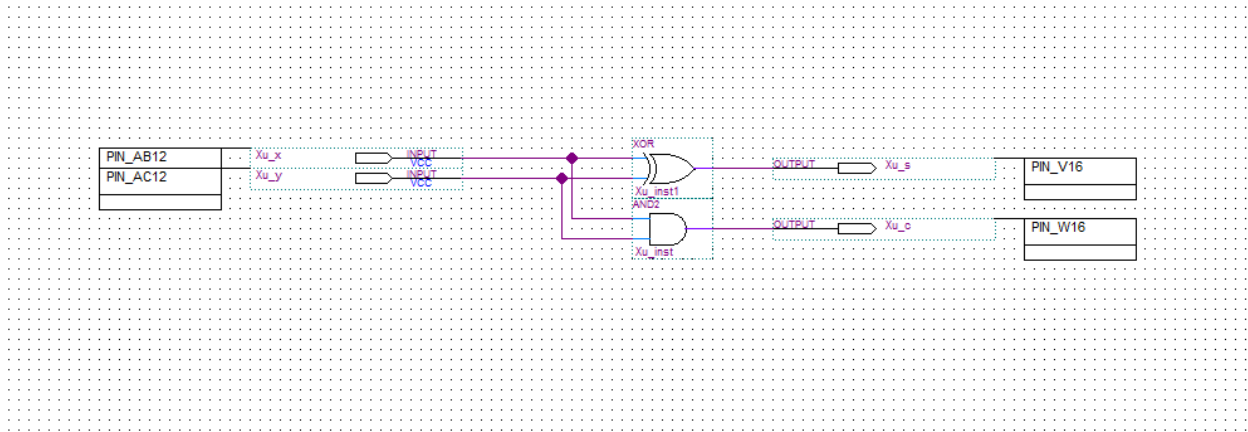 PIN_AB12
PIN_AC12
Xu_x
INPUT
VCC
Xu_y
INPUT
VCC
XOR
Xu_inst1
AND2
Xu_inst
OUTPUT
Xu_s
OUTPUT
Xu_c
PIN_V16
PIN_W16